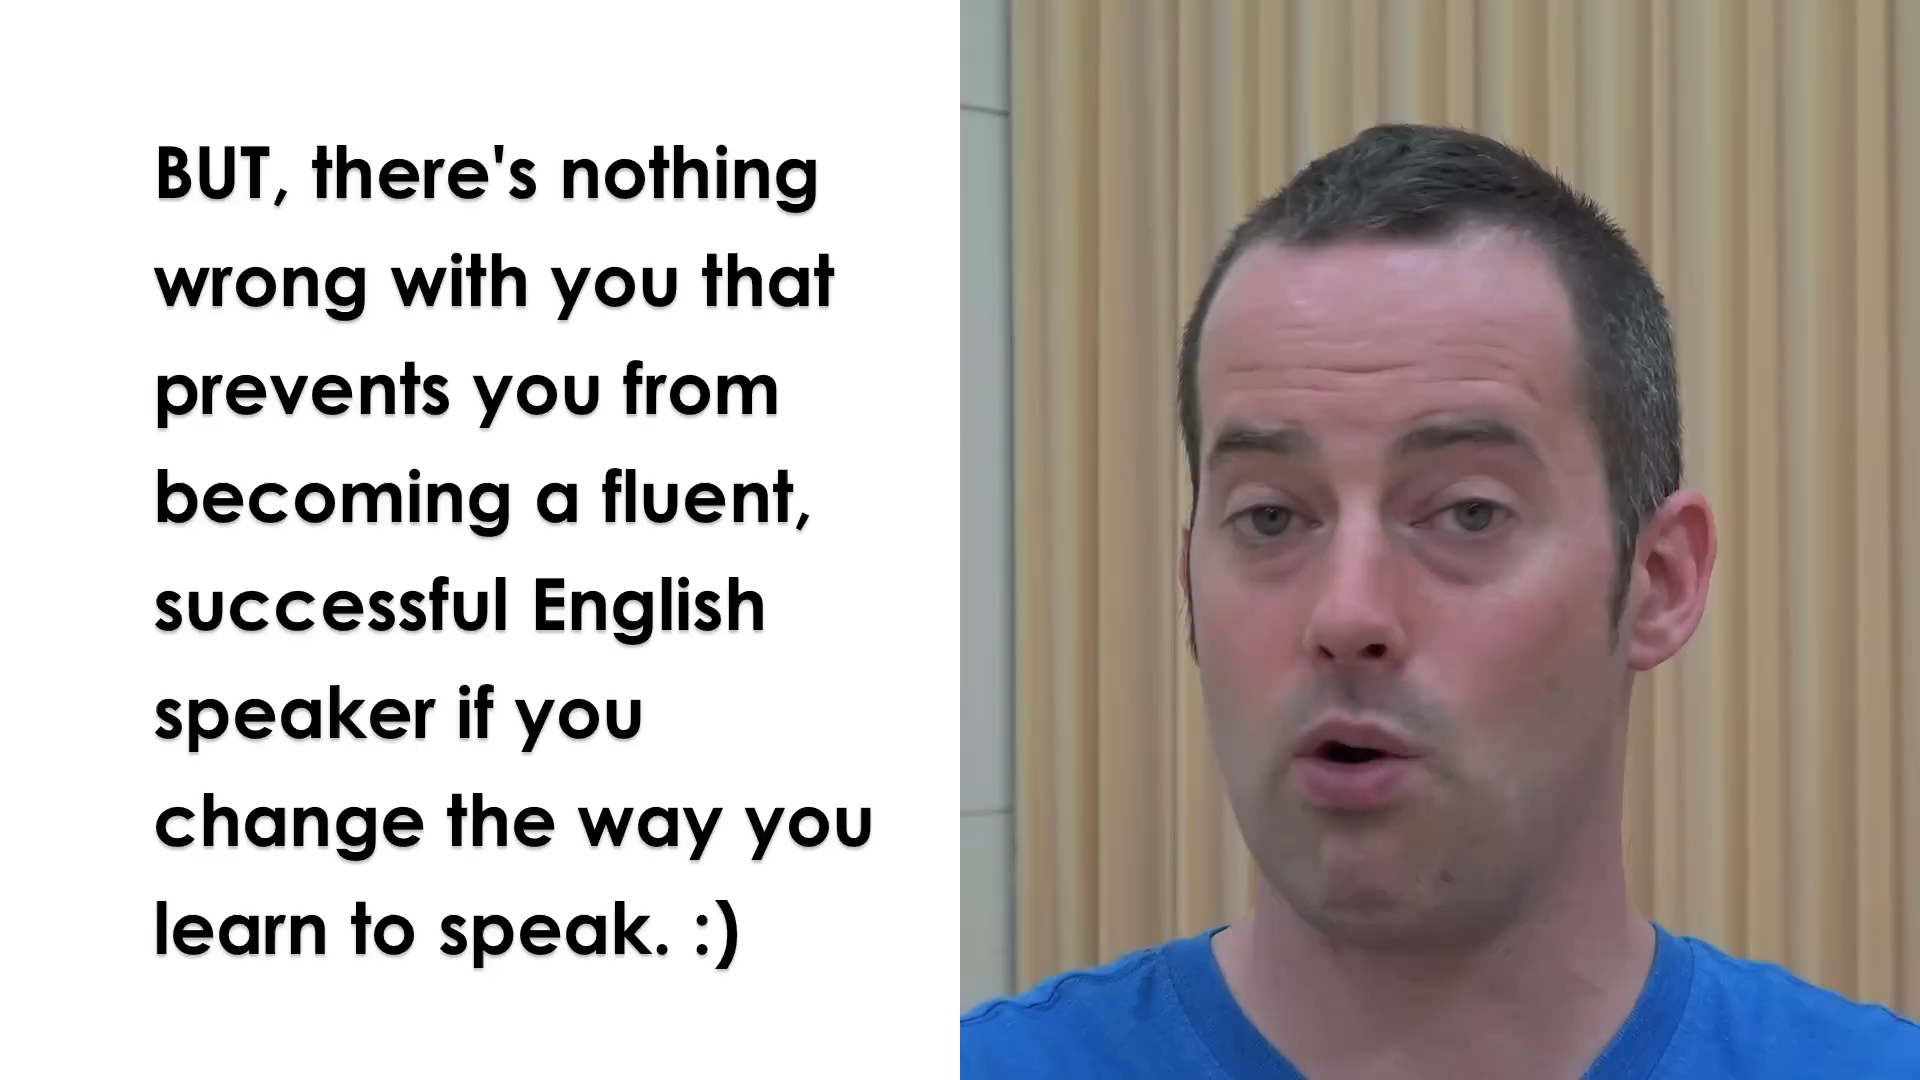 BUT, there's nothing
wrong with you that
prevents you from
becoming a fluent,
successful English
speaker if you
change the way you
learn to speak. :)